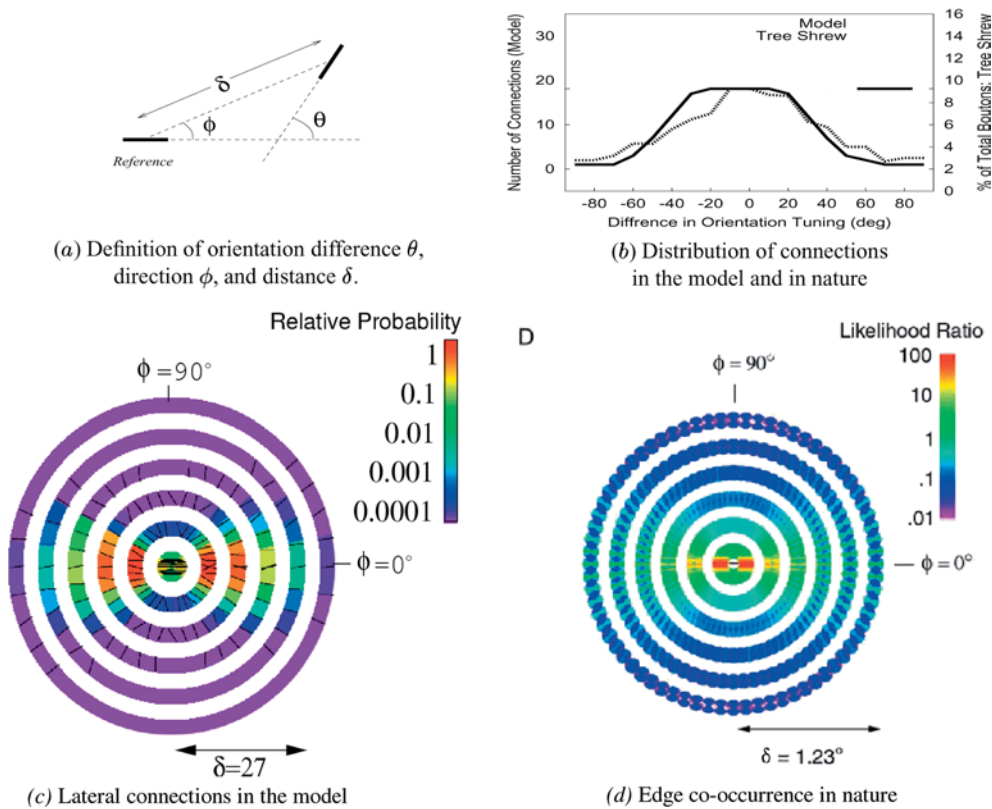 δ
ϕ
θ
Reference
(a) Definition of orientation difference θ,
direction ϕ, and distance δ.
Number of Connections (Model)
30
20
10
0
Model
Tree Shrew
16
14
12
10
8
6
4
2
0
% of Total Boutons: Tree Shrew
-80 -60 -40 -20 0 20 40 60 80
Diffrence in Orientation Tuning (deg)
(b) Distribution of connections
in the model and in nature
Relative Probability
1
0.1
0.01
0.001
0.0001
ϕ = 90°
ϕ = 0°
δ=27
(c) Lateral connections in the model
D
Likelihood Ratio
100
10
1
.1
.01
ϕ = 90°
ϕ = 0°
δ = 1.23°
(d) Edge co-occurrence in nature